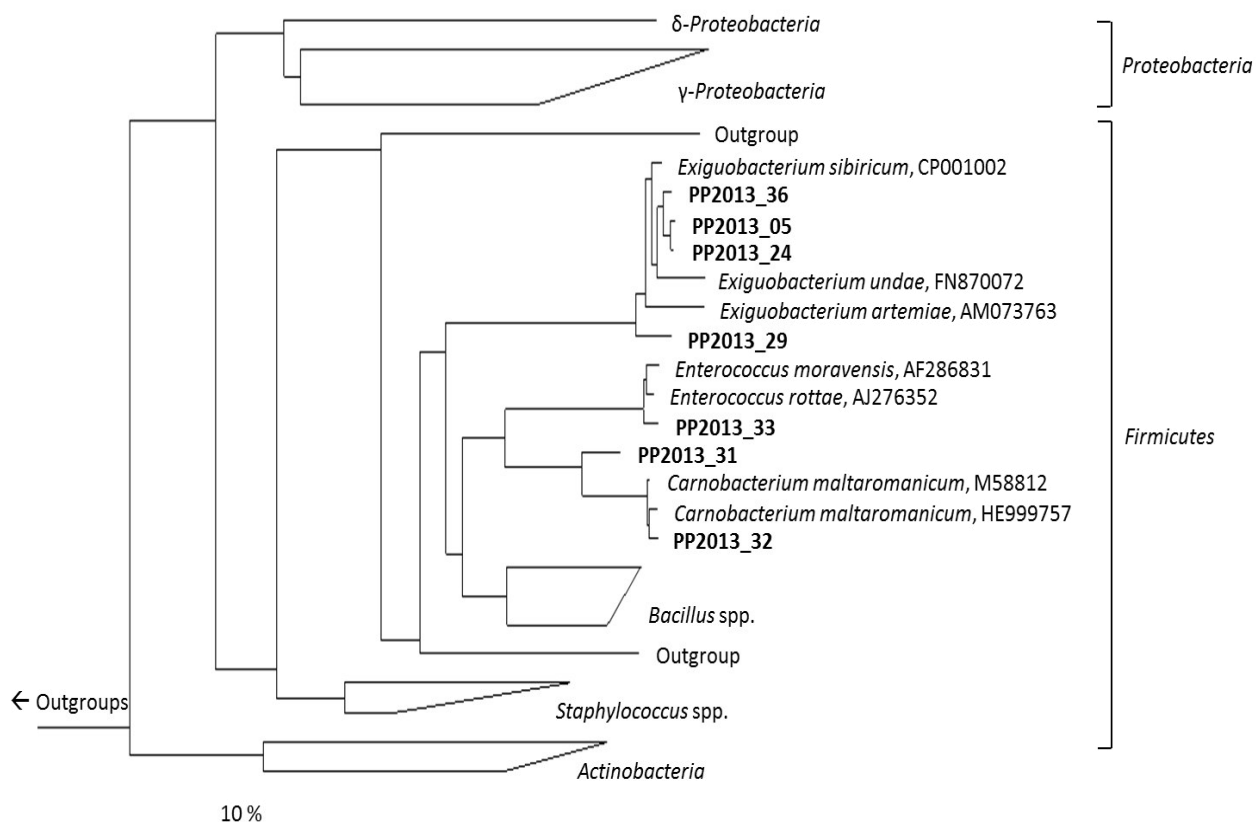 δ-Proteobacteria
Proteobacteria
γ-Proteobacteria
Outgroup
Exiguobacterium sibiricum, CP001002
PP2013_36
PP2013_05
PP2013_24
Exiguobacterium undae, FN870072
Exiguobacterium artemiae, AM073763
PP2013_29
Enterococcus moravensis, AF286831
Enterococcus rottae, AJ276352
PP2013_33
Firmicutes
PP2013_31
Carnobacterium maltaromanicum, M58812
Carnobacterium maltaromanicum, HE999757
PP2013_32
Bacillus spp.
Outgroup
← Outgroups
Staphylococcus spp.
Actinobacteria
10 %